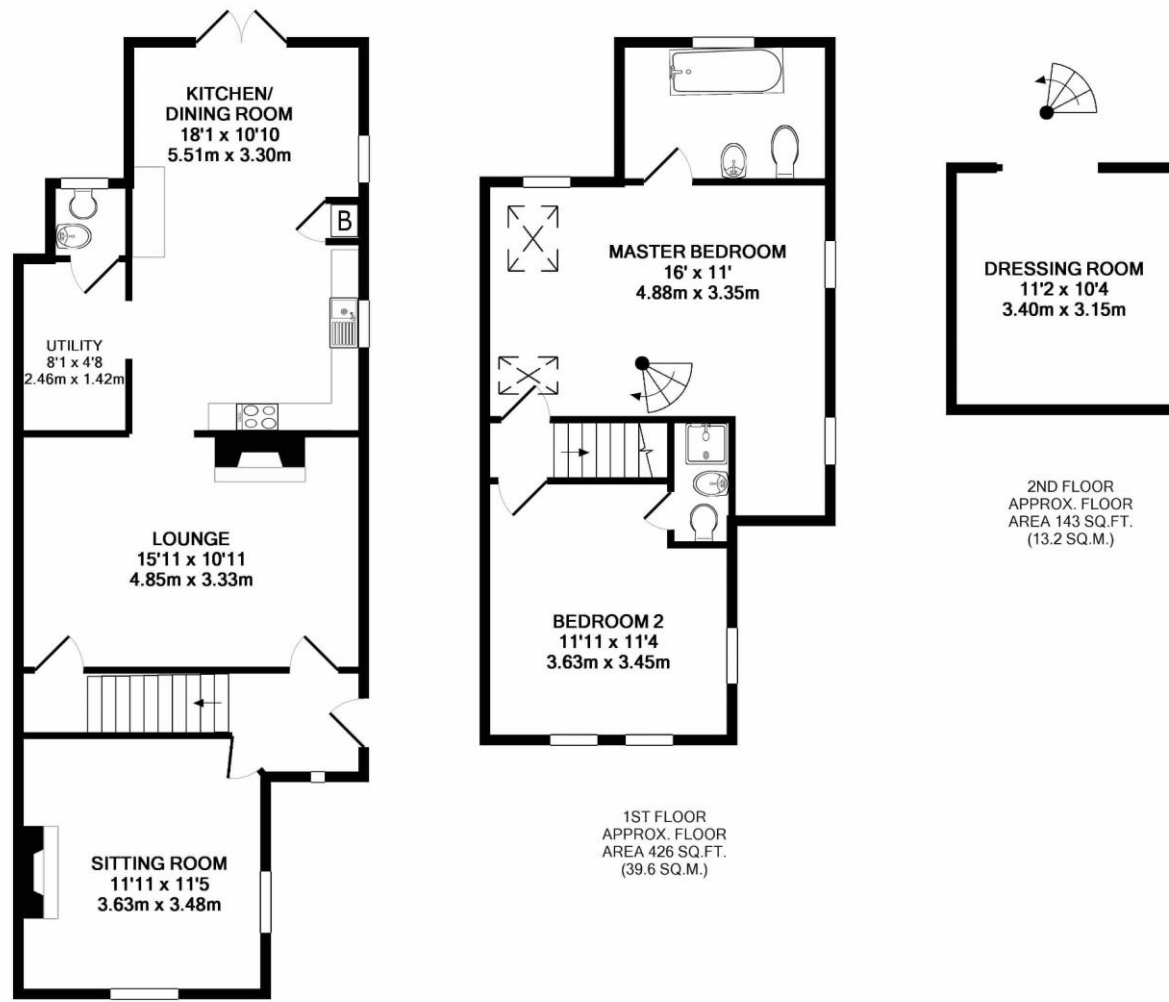 KITCHEN/
DINING ROOM
18'1 x 10'10
5.51m x 3.30m
B
UTILITY
8'1 x 4'8
2.46m x 1.42m
LOUNGE
15'11 x 10'11
4.85m x 3.33m
SITTING ROOM
11'11 x 11'5
3.63m x 3.48m
MASTER BEDROOM
16' x 11'
4.88m x 3.35m
BEDROOM 2
11'11 x 11'4
3.63m x 3.45m
1ST FLOOR
APPROX. FLOOR
AREA 426 SQ.FT.
(39.6 SQ.M.)
DRESSING ROOM
11'2 x 10'4
3.40m x 3.15m
2ND FLOOR
APPROX. FLOOR
AREA 143 SQ.FT.
(13.2 SQ.M.)